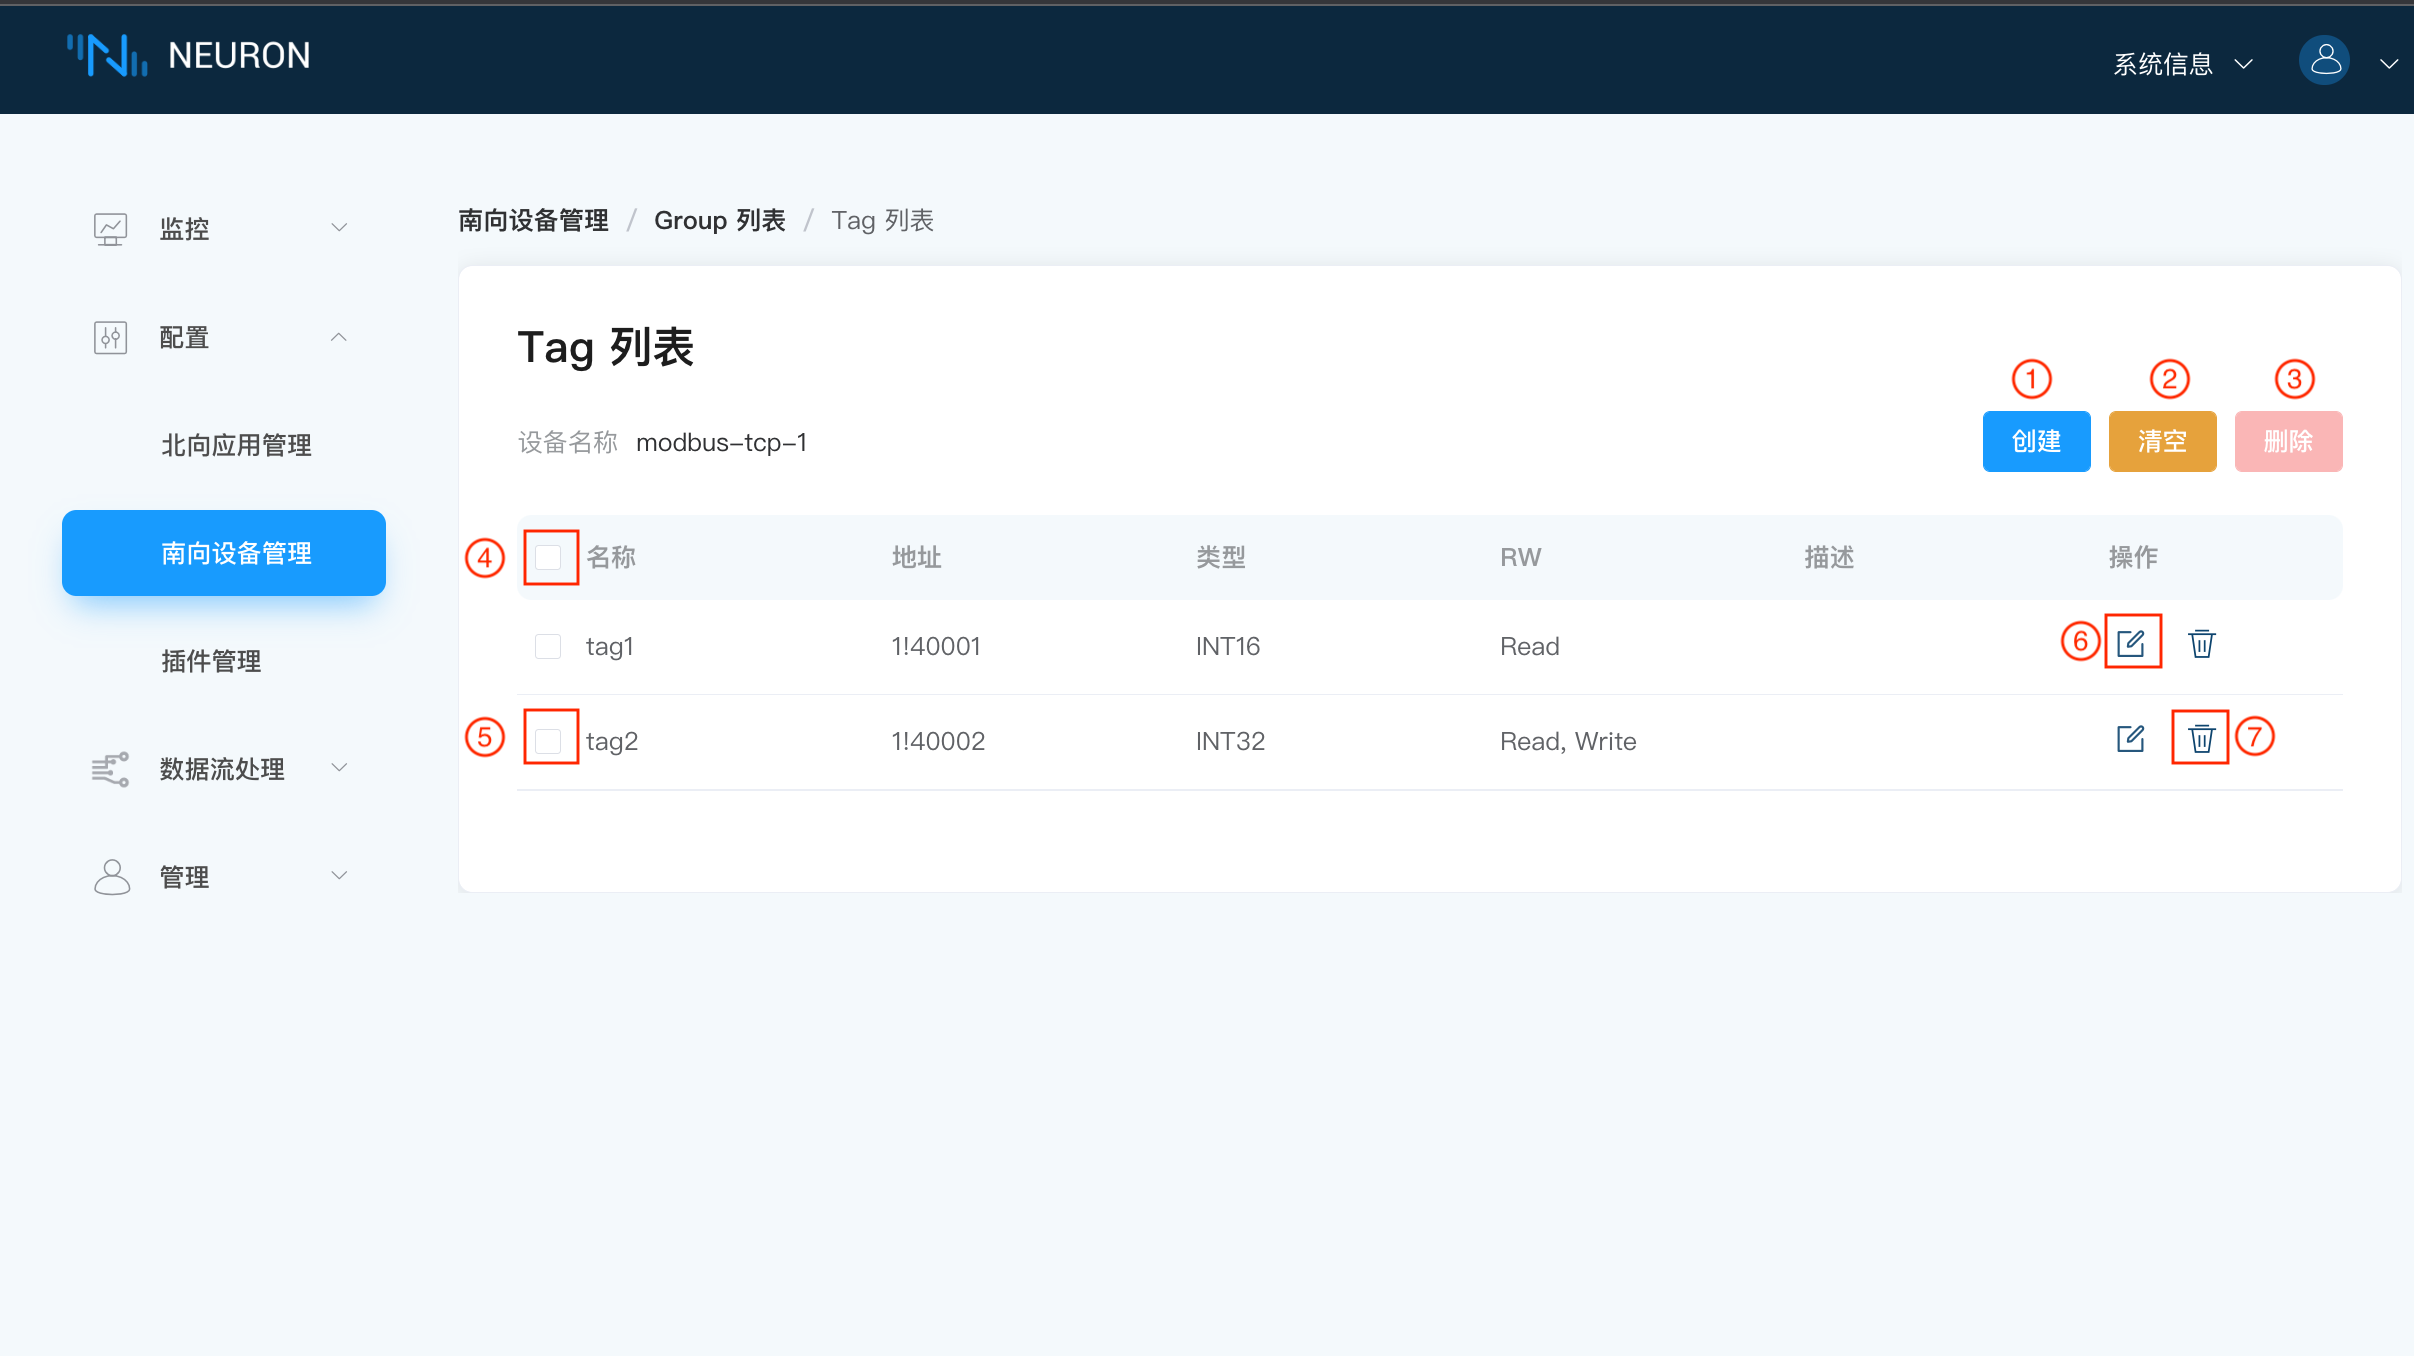 NEURON
系统信息
监控
配置
北向应用管理
南向设备管理
插件管理
数据流处理
管理
南向设备管理 / Group 列表 / Tag 列表
Tag 列表
① ② ③
设备名称 modbus-tcp-1
创建 清空 删除
④ 名称 地址 类型 RW 描述 操作
tag1 1!40001 INT16 Read ⑥
⑤ tag2 1!40002 INT32 Read, Write ⑦